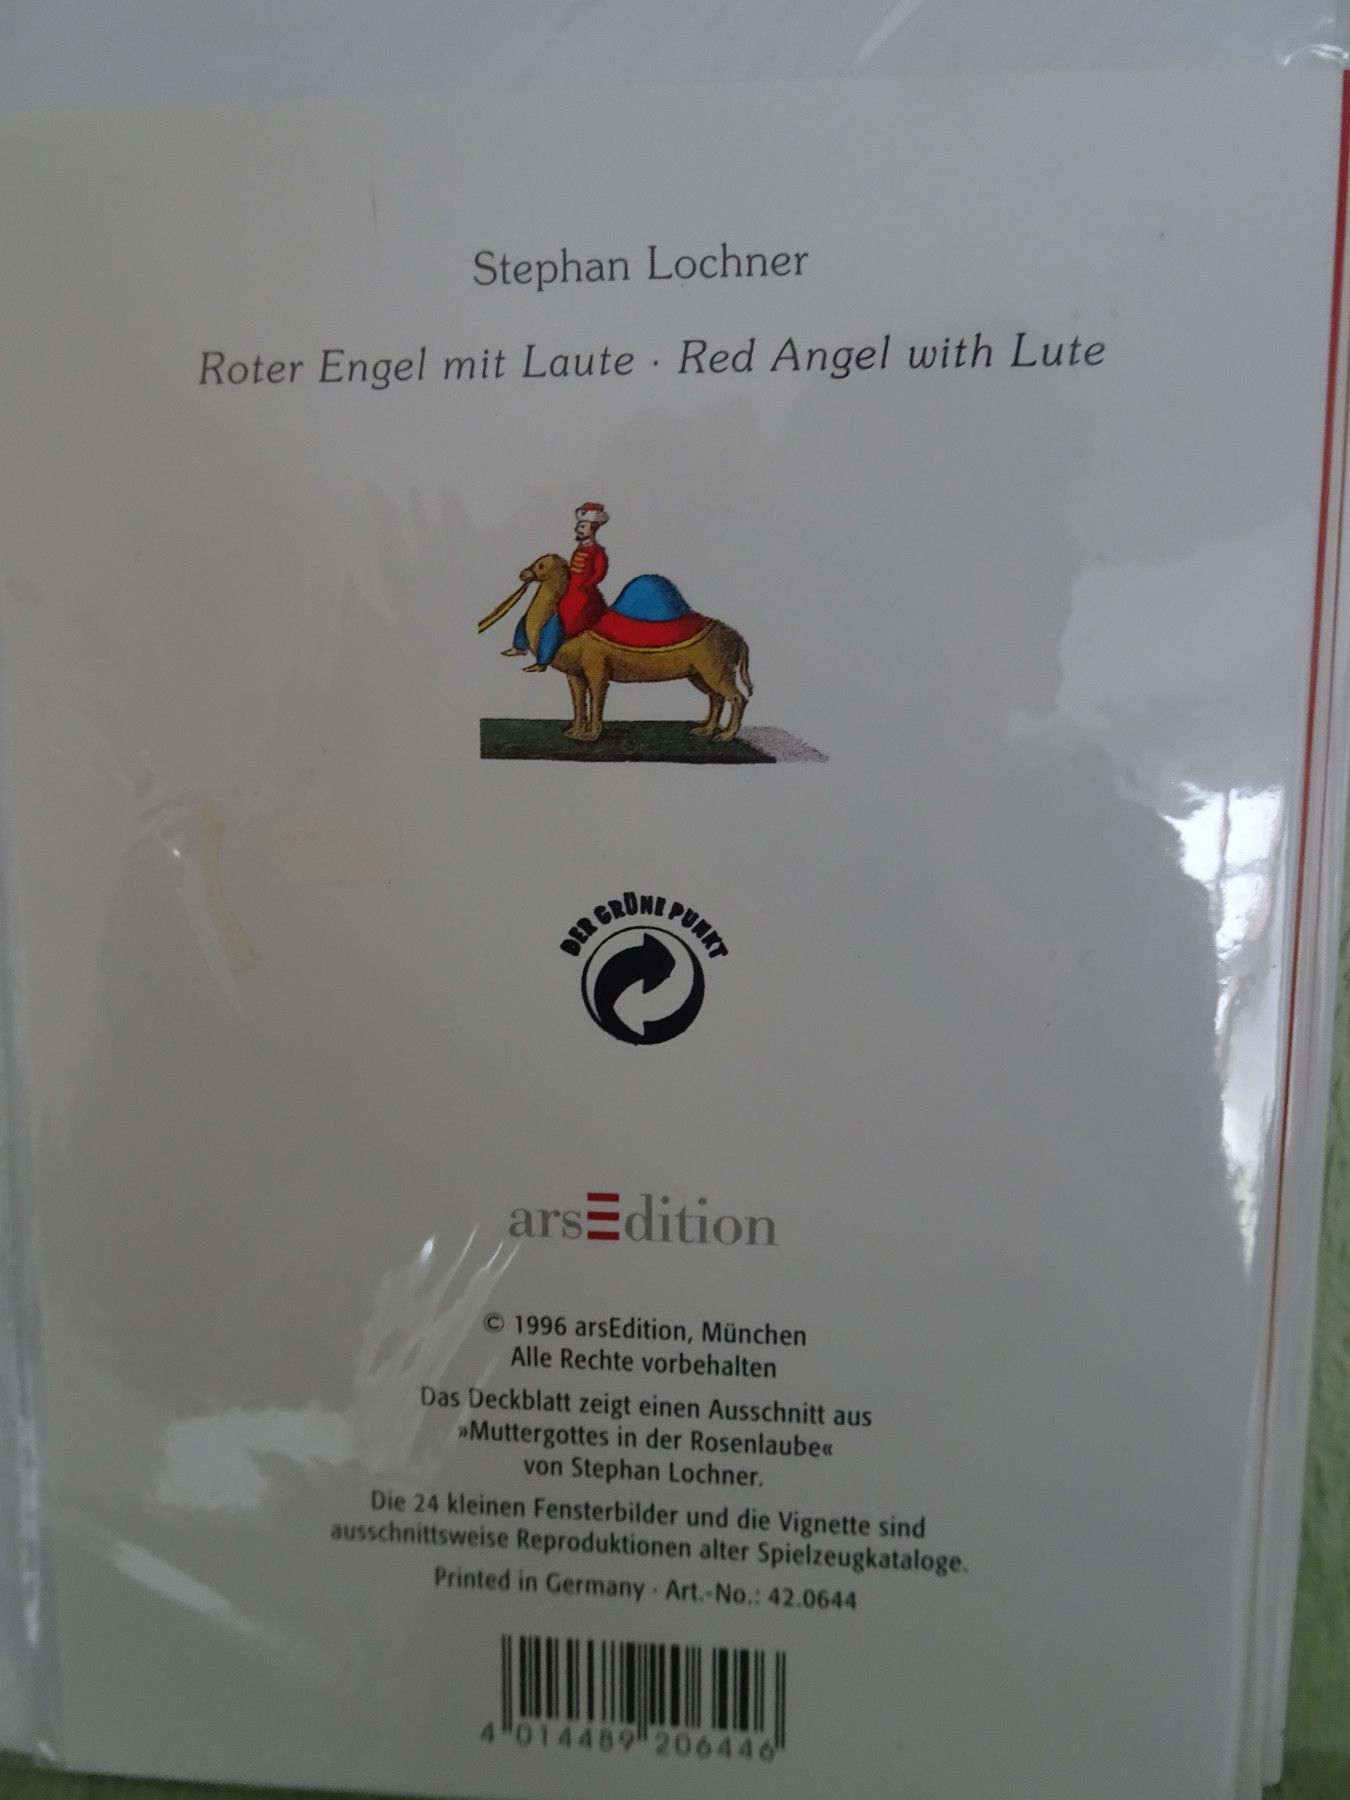 Stephan Lochner
Roter Engel mit Laute · Red Angel with Lute
DER GRÜNE PUNKT
arsEdition
© 1996 arsEdition, München
Alle Rechte vorbehalten
Das Deckblatt zeigt einen Ausschnitt aus
»Muttergottes in der Rosenlaube«
von Stephan Lochner.
Die 24 kleinen Fensterbilder und die Vignette sind
ausschnittsweise Reproduktionen alter Spielzeugkataloge.
Printed in Germany · Art.-No.: 42.0644
4 014489 206446